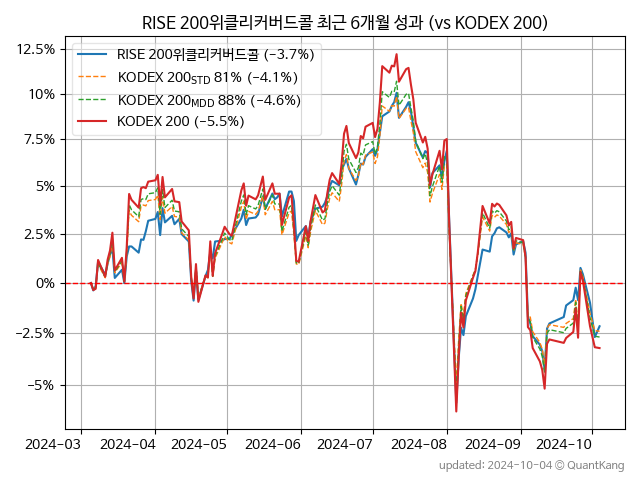 RISE 200위클리커버드콜 최근 6개월 성과 (vs KODEX 200)
RISE 200위클리커버드콜 (−3.7%)
KODEX 200STD 81% (−4.1%)
KODEX 200MDD 88% (−4.6%)
KODEX 200 (−5.5%)
12.5%
10%
7.5%
5%
2.5%
0%
−2.5%
−5%
2024-03 2024-04 2024-05 2024-06 2024-07 2024-08 2024-09 2024-10
updated: 2024-10-04 © QuantKang